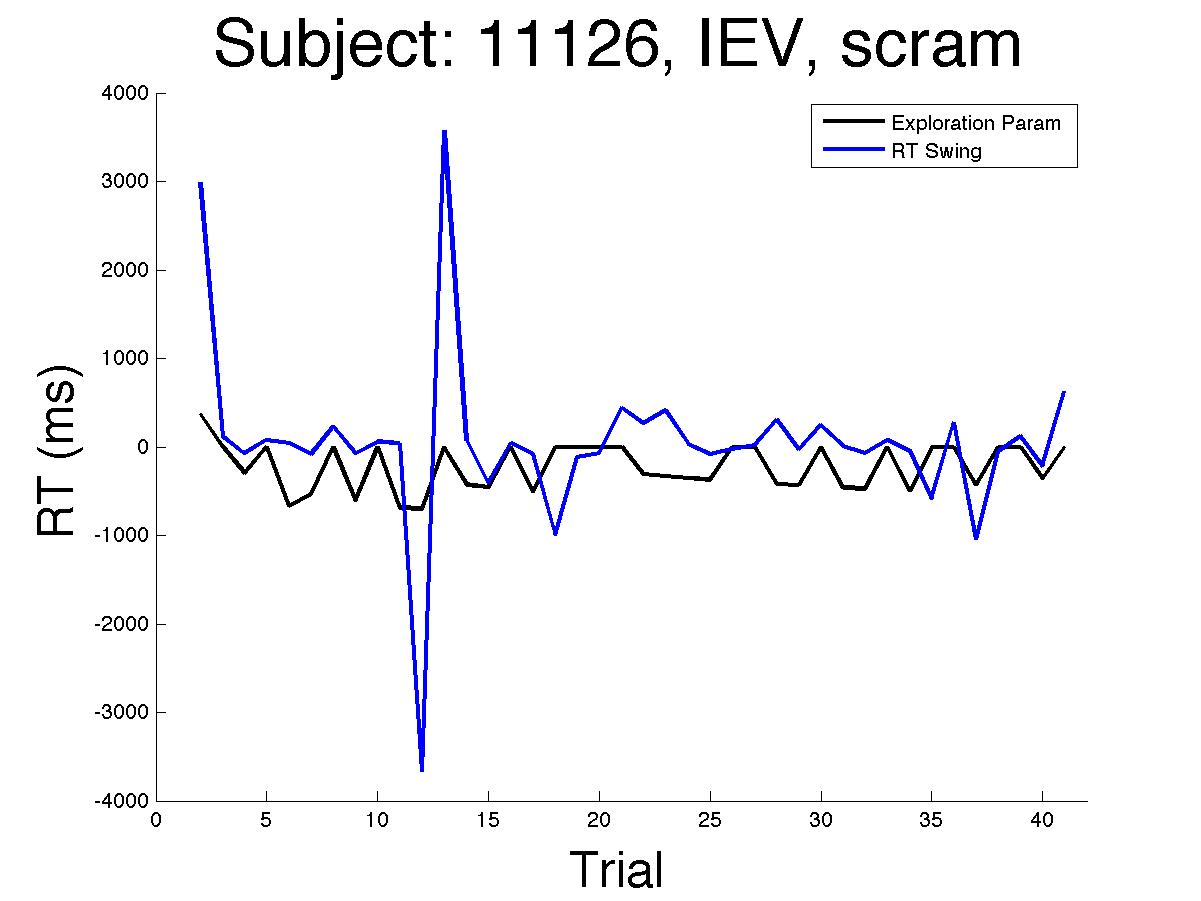 Subject: 11126, IEV, scram
Exploration Param
RT Swing
RT (ms)
4000
3000
2000
1000
0
-1000
-2000
-3000
-4000
0 5 10 15 20 25 30 35 40
Trial